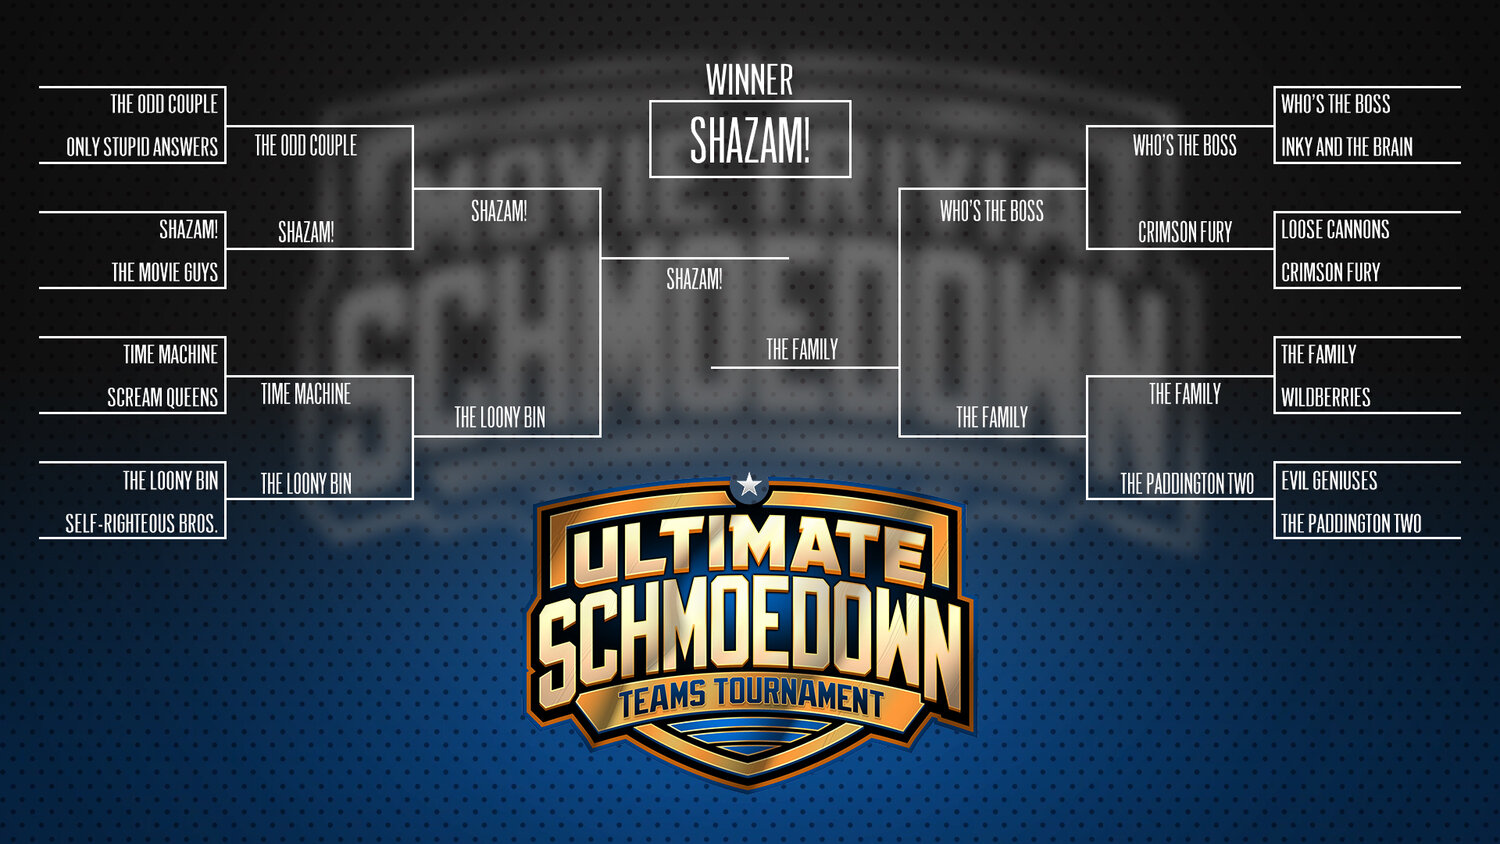 WINNER
SHAZAM!
THE ODD COUPLE
ONLY STUPID ANSWERS
SHAZAM!
THE MOVIE GUYS
TIME MACHINE
SCREAM QUEENS
THE LOONY BIN
SELF-RIGHTEOUS BROS.
THE ODD COUPLE
SHAZAM!
TIME MACHINE
THE LOONY BIN
SHAZAM!
THE LOONY BIN
SHAZAM!
THE FAMILY
WHO'S THE BOSS
THE FAMILY
WHO'S THE BOSS
CRIMSON FURY
THE FAMILY
THE PADDINGTON TWO
WHO'S THE BOSS
INKY AND THE BRAIN
LOOSE CANNONS
CRIMSON FURY
THE FAMILY
WILDBERRIES
EVIL GENIUSES
THE PADDINGTON TWO
MOVIE TRIVIA
SCHMOEDOWN
ULTIMATE
SCHMOEDOWN
TEAMS TOURNAMENT